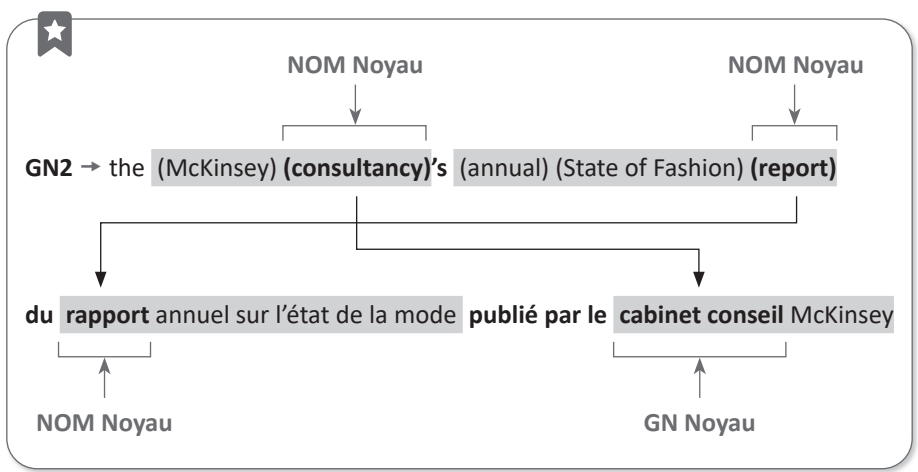 NOM Noyau NOM Noyau
GN2 → the (McKinsey) (consultancy)’s (annual) (State of Fashion) (report)
du rapport annuel sur l’état de la mode publié par le cabinet conseil McKinsey
NOM Noyau GN Noyau